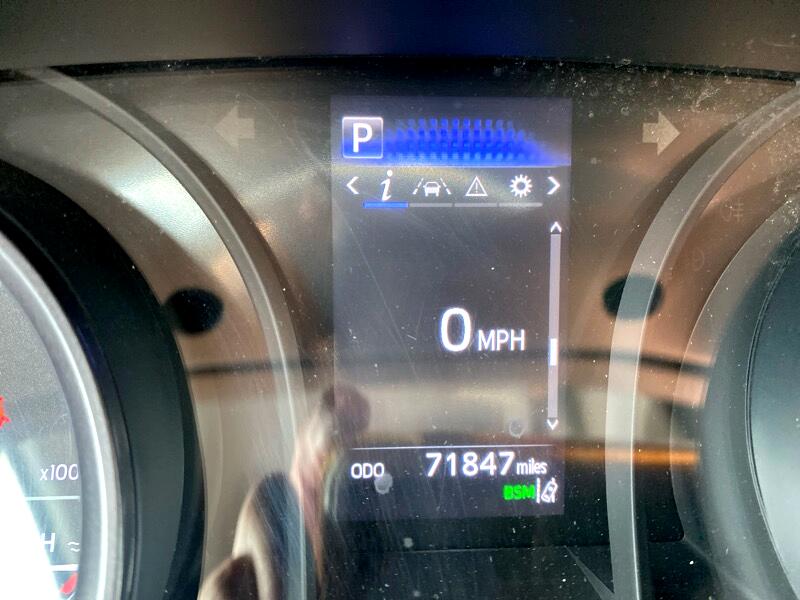 P
i
0 MPH
x100
ODO 71847 miles
BSM
H